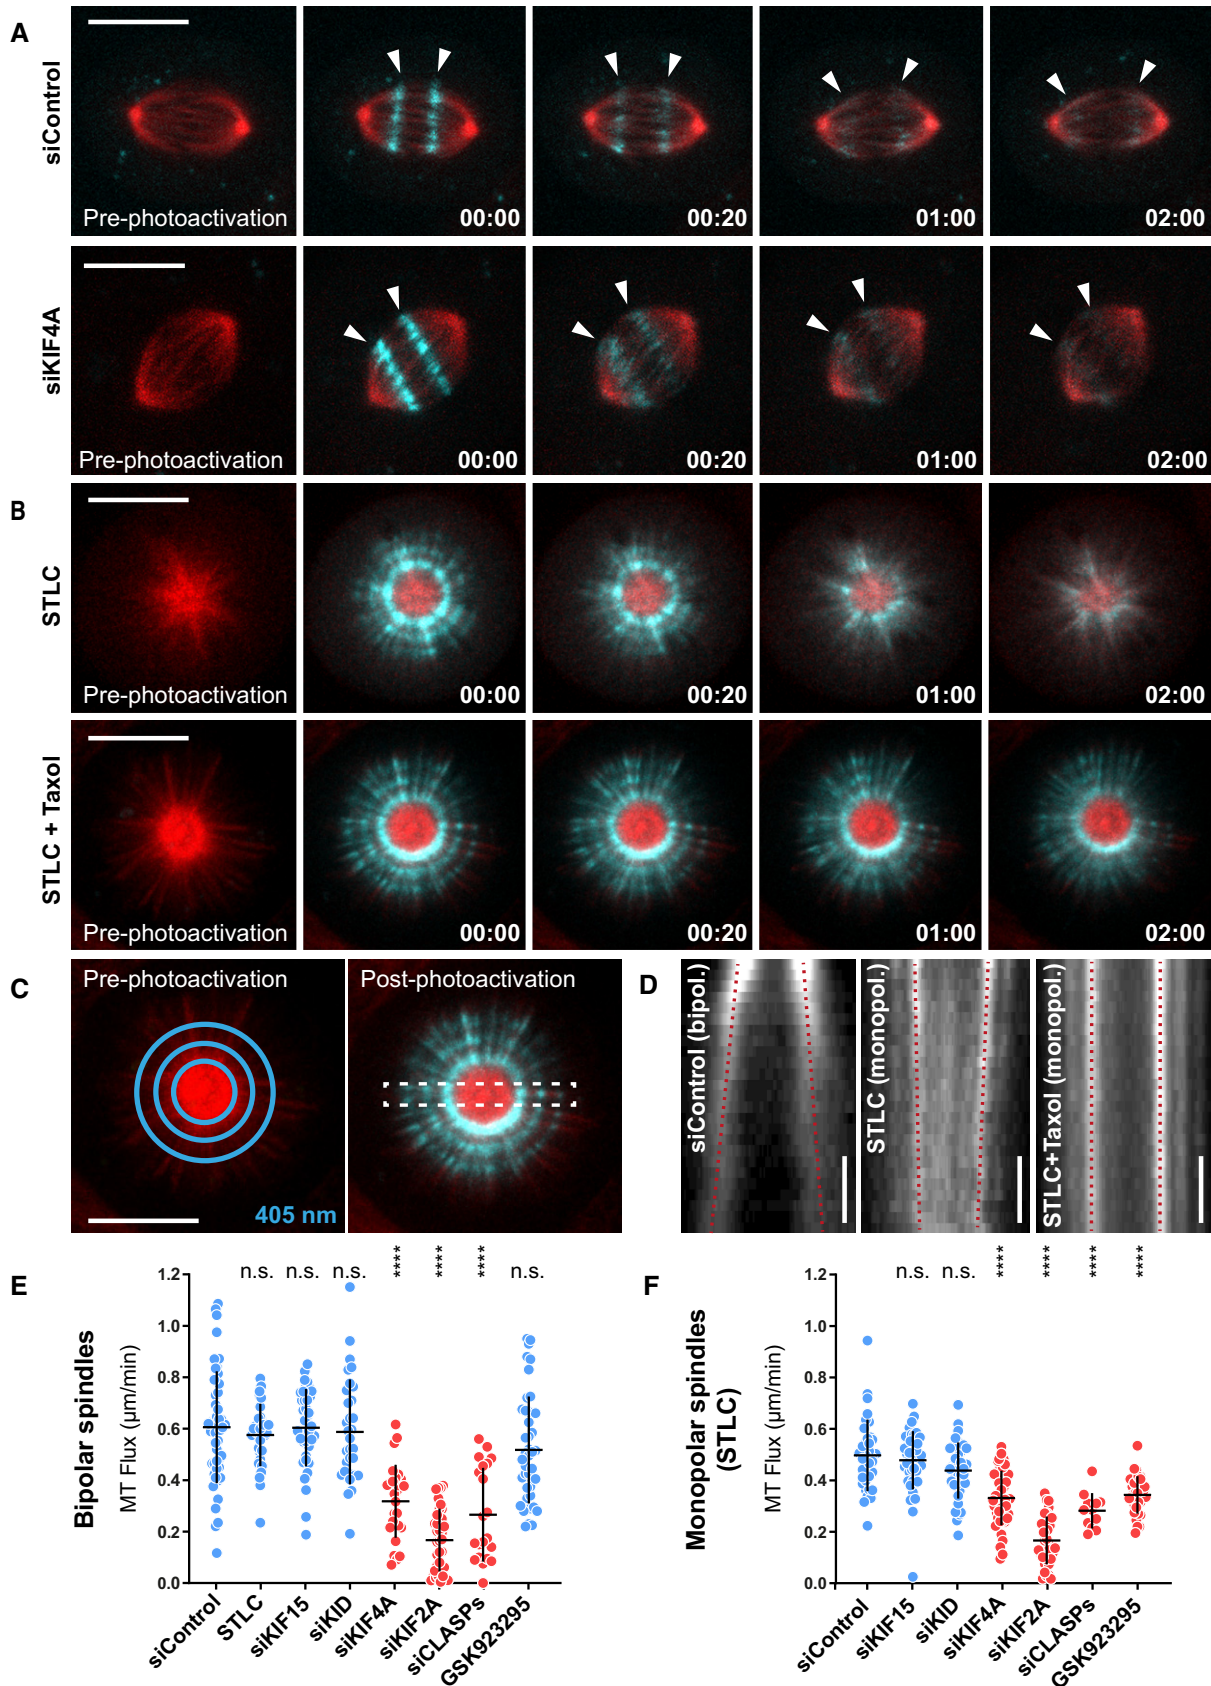 A
siControl
Pre-photoactivation
00:00
00:20
01:00
02:00
siKIF4A
Pre-photoactivation
00:00
00:20
01:00
02:00
B
STLC
Pre-photoactivation
00:00
00:20
01:00
02:00
STLC + Taxol
Pre-photoactivation
00:00
00:20
01:00
02:00
C
Pre-photoactivation
405 nm
Post-photoactivation
D
siControl (bipol.)
STLC (monopol.)
STLC+Taxol (monopol.)
E
Bipolar spindles
MT Flux (µm/min)
n.s. n.s. n.s. **** **** **** n.s.
1.2
1.0
0.8
0.6
0.4
0.2
0.0
siControl
STLC
siKIF15
siKID
siKIF4A
siKIF2A
siCLASPs
GSK923295
F
Monopolar spindles
(STLC)
MT Flux (µm/min)
n.s. n.s. **** **** **** ****
1.2
1.0
0.8
0.6
0.4
0.2
0.0
siControl
siKIF15
siKID
siKIF4A
siKIF2A
siCLASPs
GSK923295